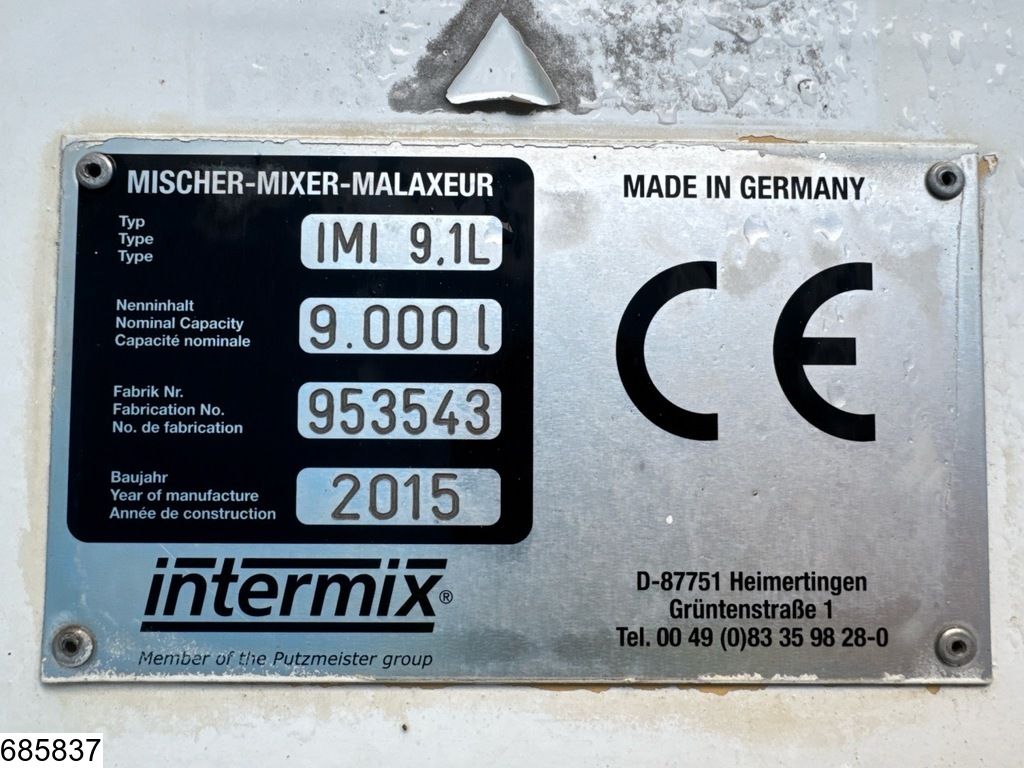 MISCHER-MIXER-MALAXEUR
Typ
Type
Type
IMI 9.1L
Nenninhalt
Nominal Capacity
Capacité nominale
9.000 l
Fabrik Nr.
Fabrication No.
No. de fabrication
953543
Baujahr
Year of manufacture
Année de construction
2015
intermix®
Member of the Putzmeister group
MADE IN GERMANY
CE
D-87751 Heimertingen
Grüntenstraße 1
Tel. 00 49 (0)83 35 98 28-0
685837